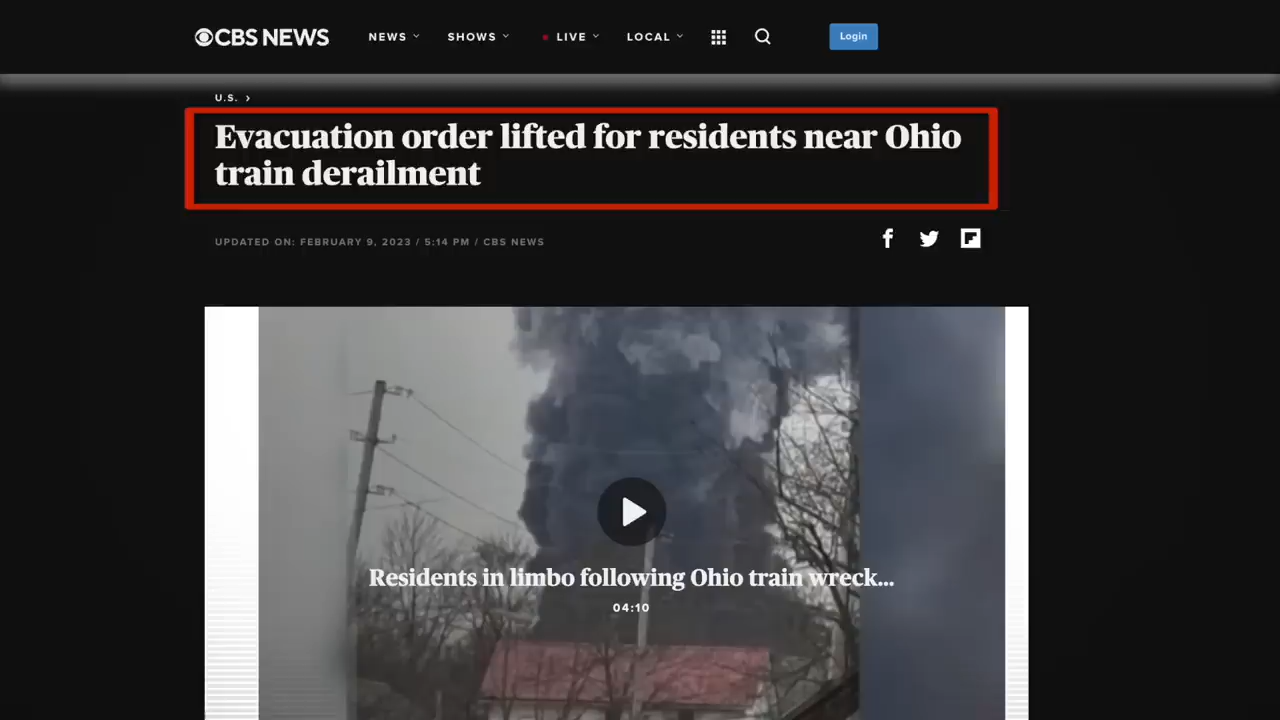 CBS NEWS
NEWS SHOWS LIVE LOCAL Login
U.S. ›
Evacuation order lifted for residents near Ohio
train derailment
UPDATED ON: FEBRUARY 9, 2023 / 5:14 PM / CBS NEWS
Residents in limbo following Ohio train wreck...
04:10